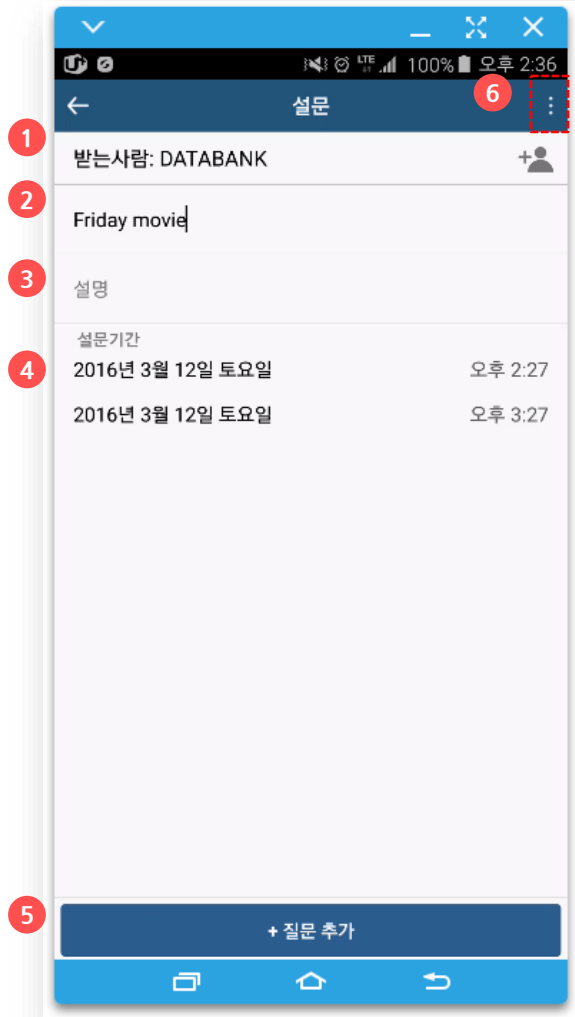 LTE 100% 오후 2:36
6
설문
1
받는사람: DATABANK
2
Friday movie
3
설명
설문기간
4
2016년 3월 12일 토요일 오후 2:27
2016년 3월 12일 토요일 오후 3:27
5
+ 질문 추가